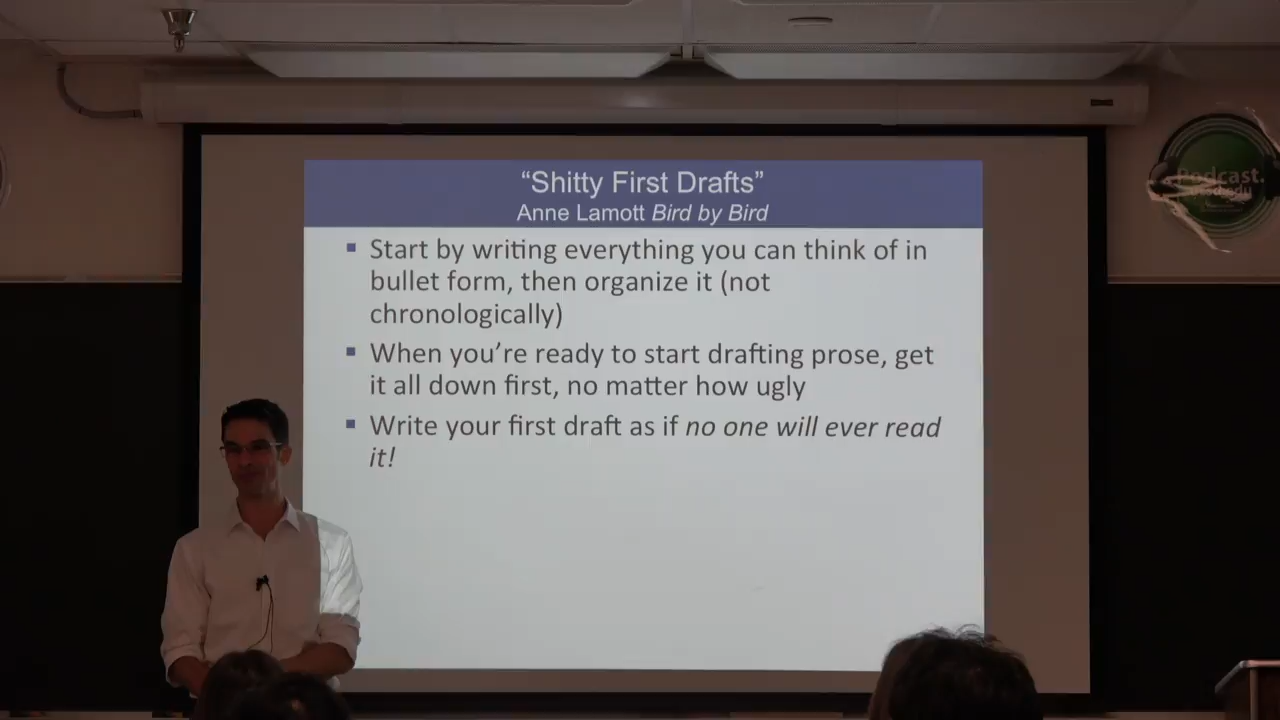 “Shitty First Drafts”
Anne Lamott Bird by Bird
▪ Start by writing everything you can think of in
bullet form, then organize it (not
chronologically)
▪ When you’re ready to start drafting prose, get
it all down first, no matter how ugly
▪ Write your first draft as if no one will ever read
it!
Podcast.